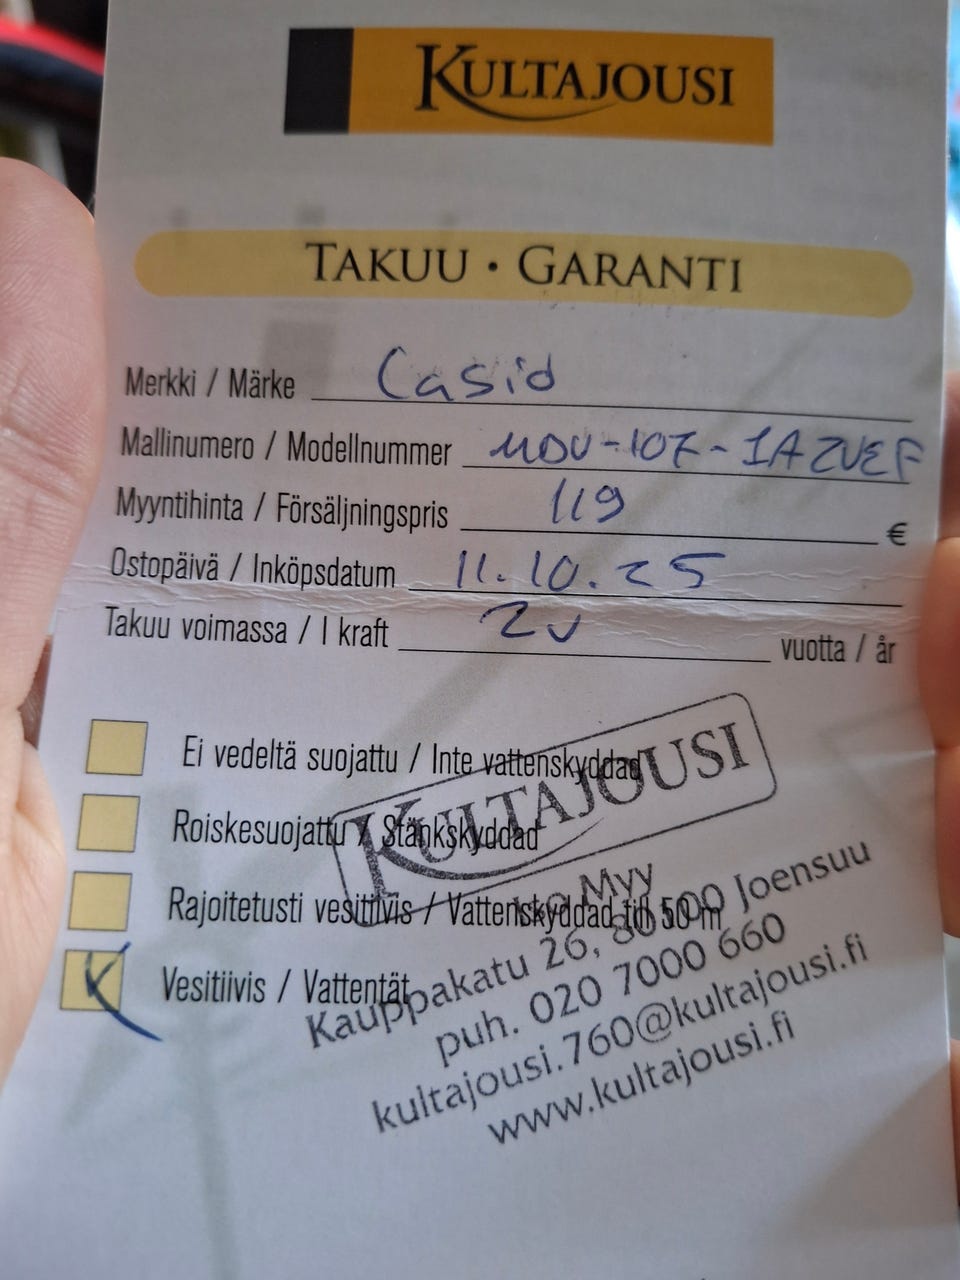 KULTAJOUSI
TAKUU • GARANTI
Merkki / Märke Casio
Mallinumero / Modellnummer MDV-107-1A2VEF
Myyntihinta / Försäljningspris 119 €
Ostopäivä / Inköpsdatum 11.10.25
Takuu voimassa / I kraft 2v vuotta / år
Ei vedeltä suojattu / Inte vattenskyddad
Roiskesuojattu / Stänkskyddad
Rajoitetusti vesitiivis / Vattenskyddad till 50 m
Vesitiivis / Vattentät
KULTAJOUSI
Iso Myy
Kauppakatu 26, 80100 Joensuu
puh. 020 7000 660
kultajousi.760@kultajousi.fi
www.kultajousi.fi